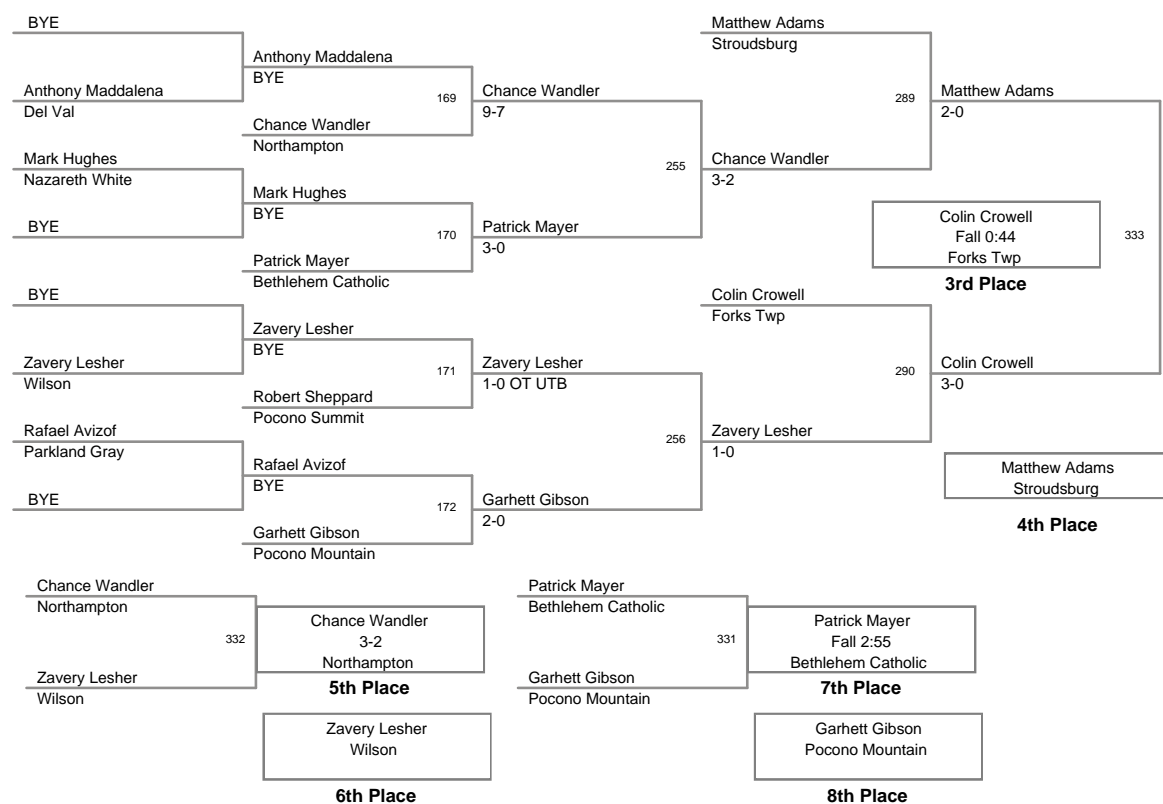 BYE
Anthony Maddalena
Del Val
Mark Hughes
Nazareth White
BYE
BYE
Zavery Lesher
Wilson
Rafael Avizof
Parkland Gray
BYE
Anthony Maddalena
BYE
169
Chance Wandler
Northampton
Mark Hughes
BYE
170
Patrick Mayer
Bethlehem Catholic
Zavery Lesher
BYE
171
Robert Sheppard
Pocono Summit
Rafael Avizof
BYE
172
Garhett Gibson
Pocono Mountain
Chance Wandler
9-7
255
Patrick Mayer
3-0
Zavery Lesher
1-0 OT UTB
256
Garhett Gibson
2-0
Matthew Adams
Stroudsburg
289
Chance Wandler
3-2
Colin Crowell
Forks Twp
290
Zavery Lesher
1-0
Matthew Adams
2-0
333
Colin Crowell
3-0
Colin Crowell
Fall 0:44
Forks Twp
3rd Place
Matthew Adams
Stroudsburg
4th Place
Chance Wandler
Northampton
332
Zavery Lesher
Wilson
Chance Wandler
3-2
Northampton
5th Place
Zavery Lesher
Wilson
6th Place
Patrick Mayer
Bethlehem Catholic
331
Garhett Gibson
Pocono Mountain
Patrick Mayer
Fall 2:55
Bethlehem Catholic
7th Place
Garhett Gibson
Pocono Mountain
8th Place